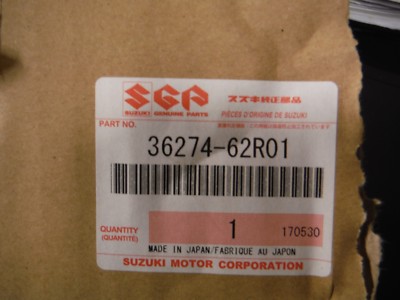 SGP
スズキ純正部品
SUZUKI GENUINE PARTS
PIÈCES D'ORIGINE DE SUZUKI
PART NO.
36274-62R01
QUANTITY
(QUANTITÉ)
1
170530
MADE IN JAPAN/FABRIQUE AU JAPON
SUZUKI MOTOR CORPORATION